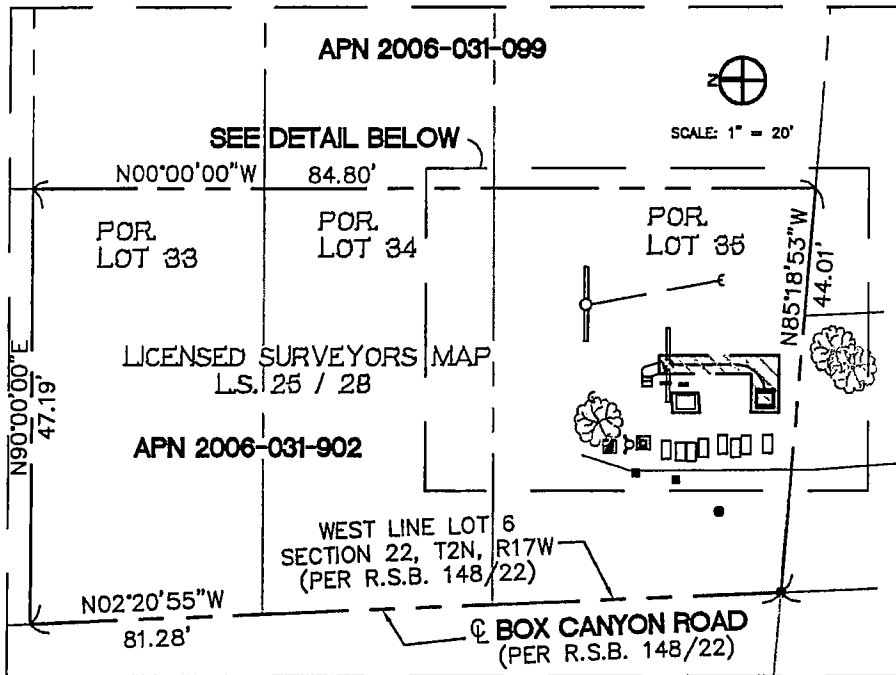 APN 2006-031-099
N
SCALE: 1" = 20'
SEE DETAIL BELOW
N00°00'00"W 84.80'
POR.
LOT 33
POR.
LOT 34
POR.
LOT 35
N85°18'53"W
44.01'
N90°00'00"E
47.19'
LICENSED SURVEYORS MAP
L.S. 25 / 28
APN 2006-031-902
WEST LINE LOT 6
SECTION 22, T2N, R17W
(PER R.S.B. 148/22)
N02°20'55"W
81.28'
℄ BOX CANYON ROAD
(PER R.S.B. 148/22)